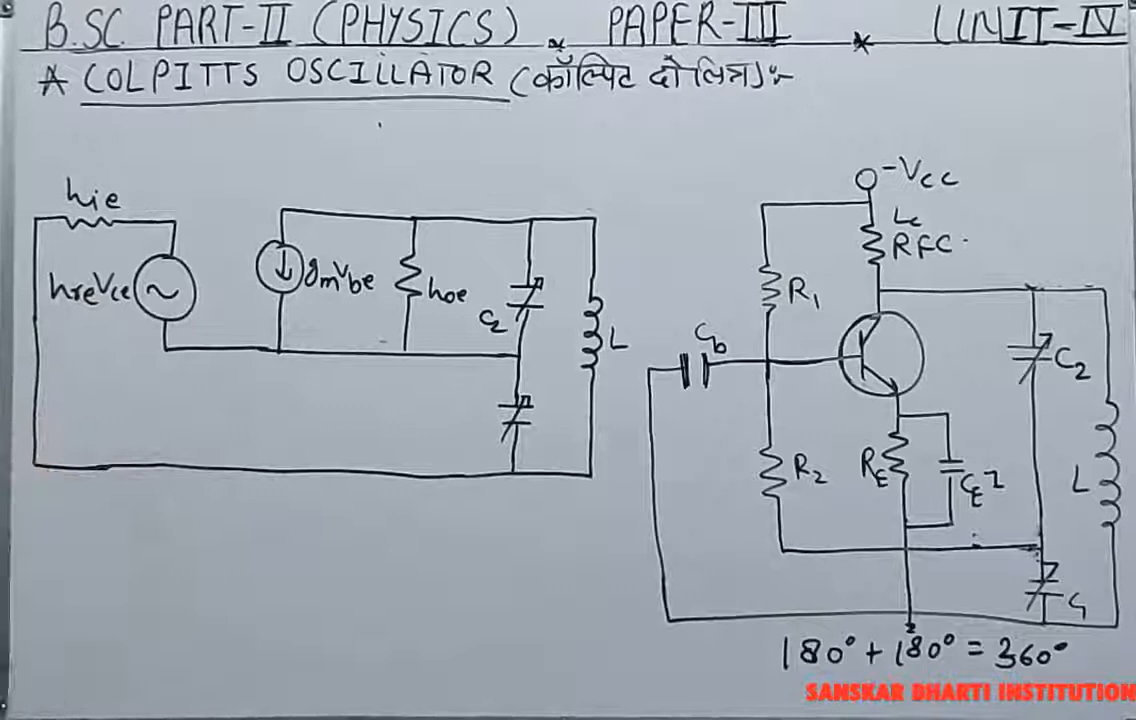 B.SC. PART-II (PHYSICS) * PAPER-III * UNIT-IV
* COLPITTS OSCILLATOR (कॉल्पिट दोलित्र):-
hie
hreVce
gmVbe
hoe
C2
L
-Vcc
Lc
RFC
R1
Cb
C2
R2
RE
CE
L
C1
180° + 180° = 360°
SANSKAR BHARTI INSTITUTION